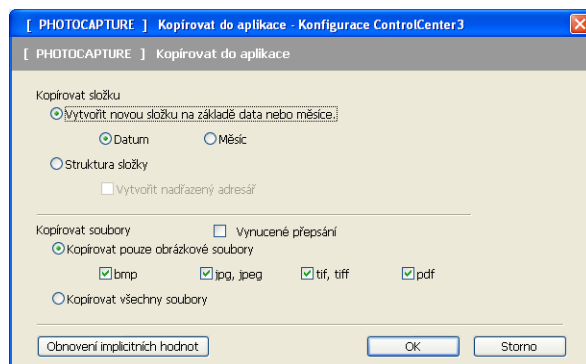 [ PHOTOCAPTURE ] Kopírovat do aplikace - Konfigurace ControlCenter3
[ PHOTOCAPTURE ] Kopírovat do aplikace
Kopírovat složku
Vytvořit novou složku na základě data nebo měsíce.
Datum Měsíc
Struktura složky
Vytvořit nadřazený adresář
Kopírovat soubory Vynucené přepsání
Kopírovat pouze obrázkové soubory
bmp jpg, jpeg tif, tiff pdf
Kopírovat všechny soubory
Obnovení implicitních hodnot OK Storno